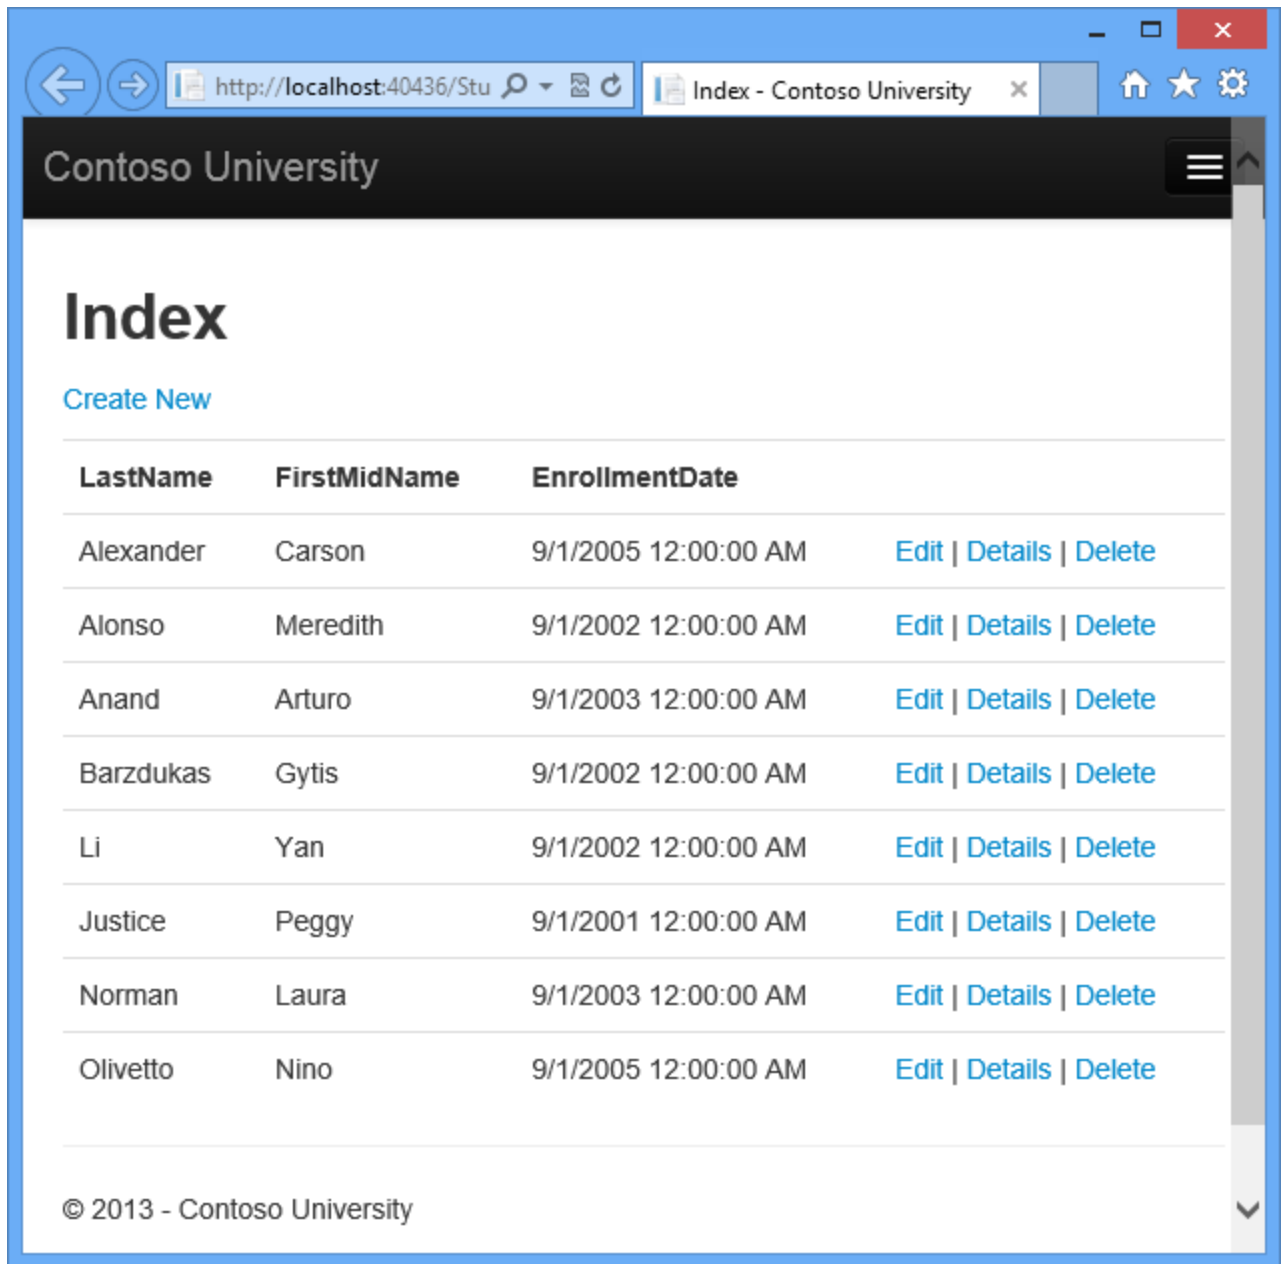 http://localhost:40436/Stu
Index - Contoso University
Contoso University
Index
Create New
LastName FirstMidName EnrollmentDate
Alexander Carson 9/1/2005 12:00:00 AM Edit | Details | Delete
Alonso Meredith 9/1/2002 12:00:00 AM Edit | Details | Delete
Anand Arturo 9/1/2003 12:00:00 AM Edit | Details | Delete
Barzdukas Gytis 9/1/2002 12:00:00 AM Edit | Details | Delete
Li Yan 9/1/2002 12:00:00 AM Edit | Details | Delete
Justice Peggy 9/1/2001 12:00:00 AM Edit | Details | Delete
Norman Laura 9/1/2003 12:00:00 AM Edit | Details | Delete
Olivetto Nino 9/1/2005 12:00:00 AM Edit | Details | Delete
© 2013 - Contoso University